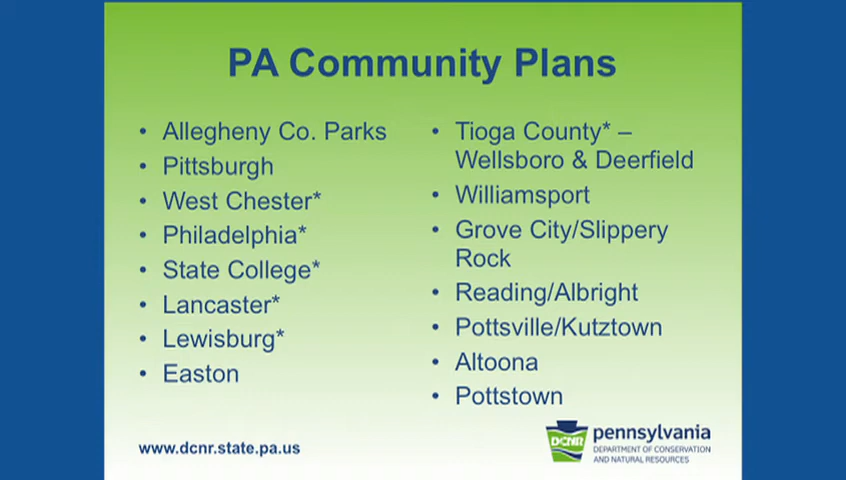 PA Community Plans
• Allegheny Co. Parks
• Pittsburgh
• West Chester*
• Philadelphia*
• State College*
• Lancaster*
• Lewisburg*
• Easton
• Tioga County* –
Wellsboro & Deerfield
• Williamsport
• Grove City/Slippery
Rock
• Reading/Albright
• Pottsville/Kutztown
• Altoona
• Pottstown
www.dcnr.state.pa.us
DCNR
pennsylvania
DEPARTMENT OF CONSERVATION
AND NATURAL RESOURCES